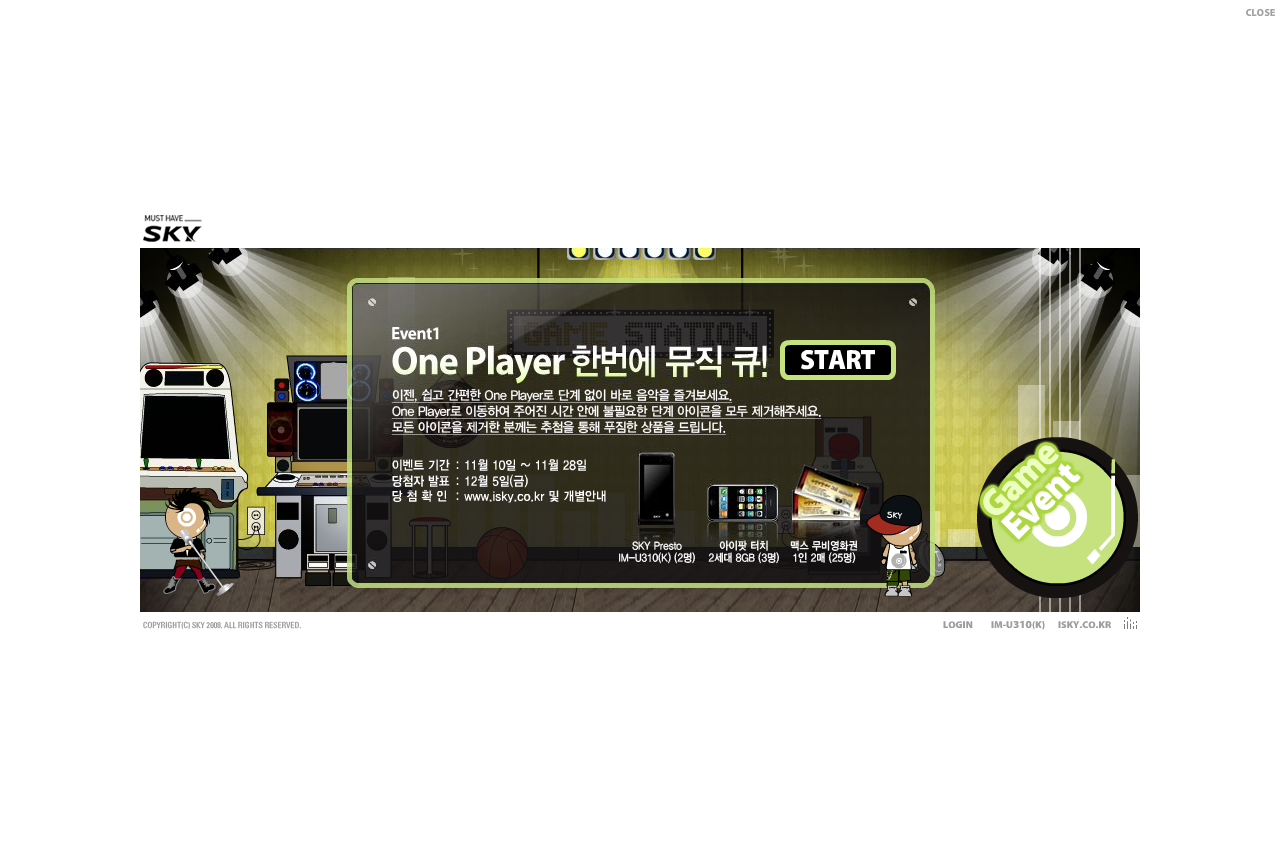 CLOSE
MUST HAVE
SKY
GAME STATION
Event1
One Player 한번에 뮤직 큐!
START
이젠, 쉽고 간편한 One Player로 단계 없이 바로 음악을 즐겨보세요.
One Player로 이동하여 주어진 시간 안에 불필요한 단계 아이콘을 모두 제거해주세요.
모든 아이콘을 제거한 분께는 추첨을 통해 푸짐한 상품을 드립니다.
이벤트 기간 : 11월 10일 ~ 11월 28일
당첨자 발표 : 12월 5일(금)
당 첨 확 인 : www.isky.co.kr 및 개별안내
SKY Presto
IM-U310(K) (2명)
아이팟 터치
2세대 8GB (3명)
맥스 무비영화권
1인 2매 (25명)
SKY
Game
Event
COPYRIGHT(C) SKY 2008. ALL RIGHTS RESERVED.
LOGIN IM-U310(K) ISKY.CO.KR